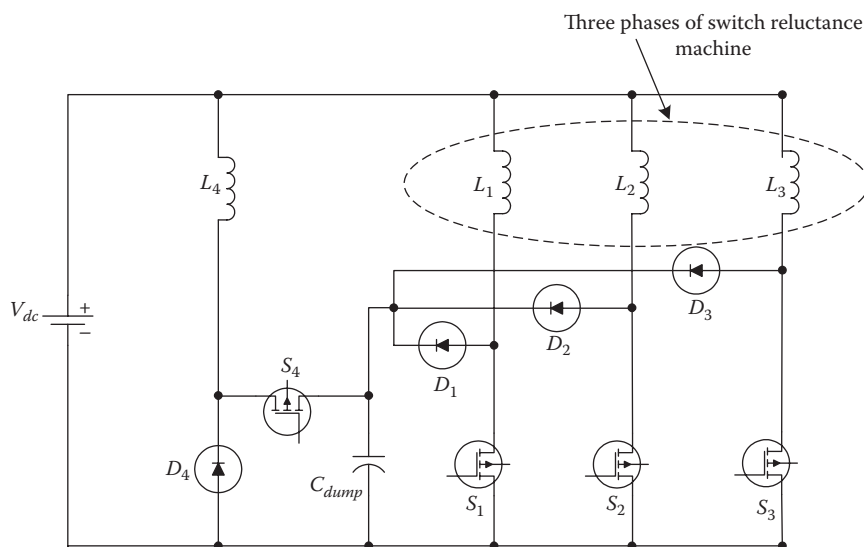 Three phases of switch reluctance
machine
L4
L1
L2
L3
D3
Vdc
+
−
D2
S4
D1
D4
Cdump
S1
S2
S3